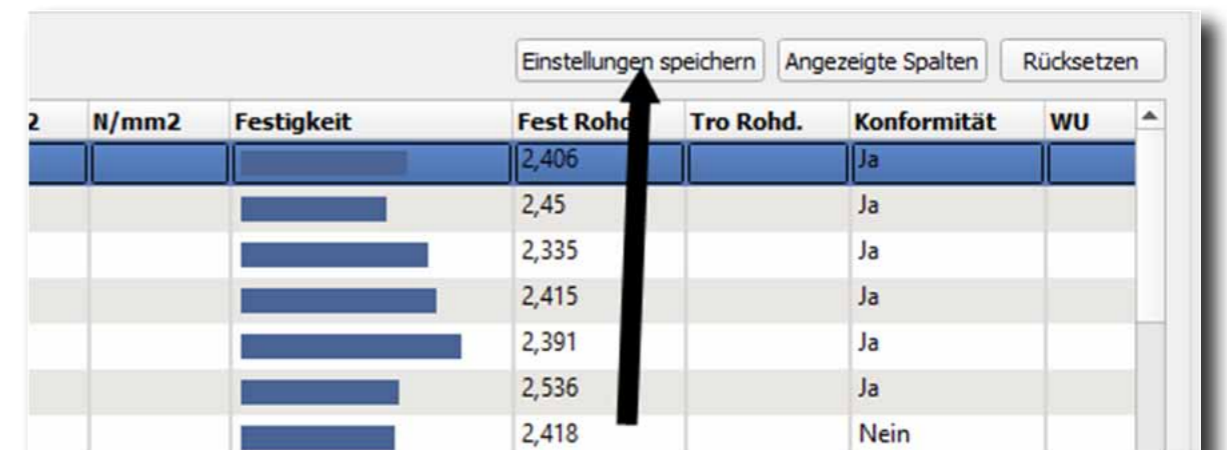 Einstellungen speichern Angezeigte Spalten Rücksetzen
2 N/mm2 Festigkeit Fest Rohd Tro Rohd. Konformität WU
2,406 Ja
2,45 Ja
2,335 Ja
2,415 Ja
2,391 Ja
2,536 Ja
2,418 Nein